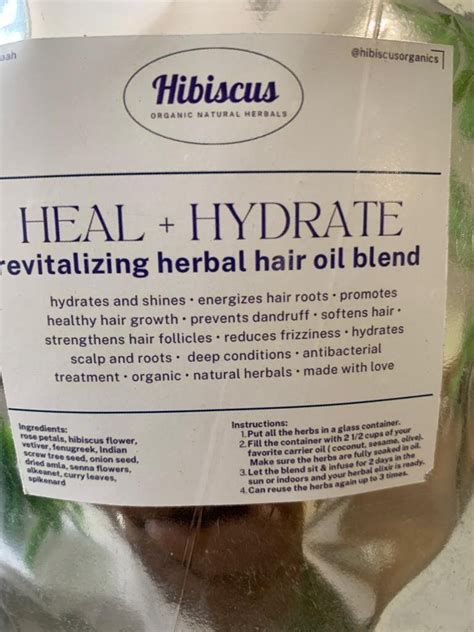 aah
@hibiscusorganics
Hibiscus
ORGANIC NATURAL HERBALS
HEAL + HYDRATE
revitalizing herbal hair oil blend
hydrates and shines • energizes hair roots • promotes
healthy hair growth • prevents dandruff • softens hair •
strengthens hair follicles • reduces frizziness • hydrates
scalp and roots • deep conditions • antibacterial
treatment • organic • natural herbals • made with love
Ingredients:
rose petals, hibiscus flower,
vetiver, fenugreek, Indian
screw tree seed, onion seed,
dried amla, senna flowers,
alkeanet, curry leaves,
spikenard
Instructions:
1. Put all the herbs in a glass container.
2. Fill the container with 2 1/2 cups of your
favorite carrier oil ( coconut, sesame, olive).
Make sure the herbs are fully soaked in oil.
3. Let the blend sit & infuse for 2 days in the
sun or indoors and your herbal elixir is ready.
4. Can reuse the herbs again up to 3 times.